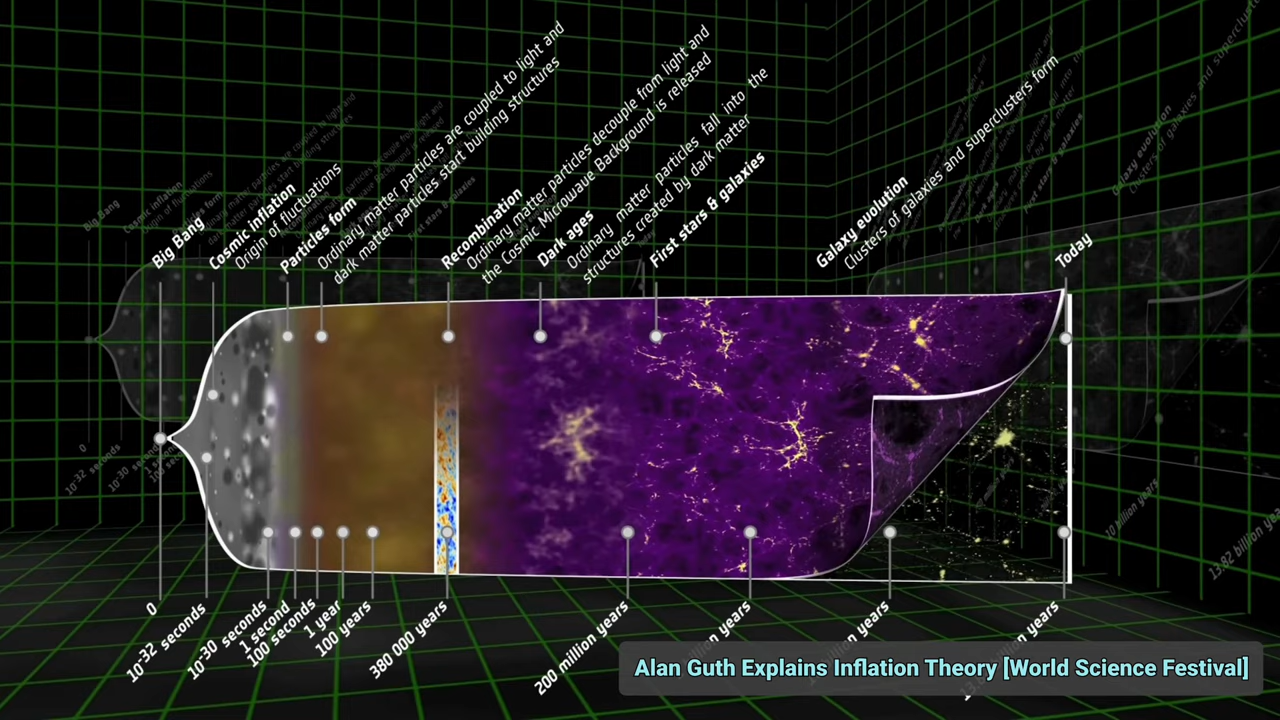 Big Bang
Cosmic inflation
Origin of fluctuations
Particles form
Ordinary matter particles are coupled to light and
dark matter particles start building structures
Recombination
Ordinary matter particles decouple from light and
the Cosmic Microwave Background is released
Dark ages
Ordinary matter particles fall into the
structures created by dark matter
First stars & galaxies
Galaxy evolution
Clusters of galaxies and superclusters form
Today
0
10-32 seconds
10-30 seconds
1 second
100 seconds
1 year
100 years
380 000 years
200 million years
years
years
years
Alan Guth Explains Inflation Theory [World Science Festival]